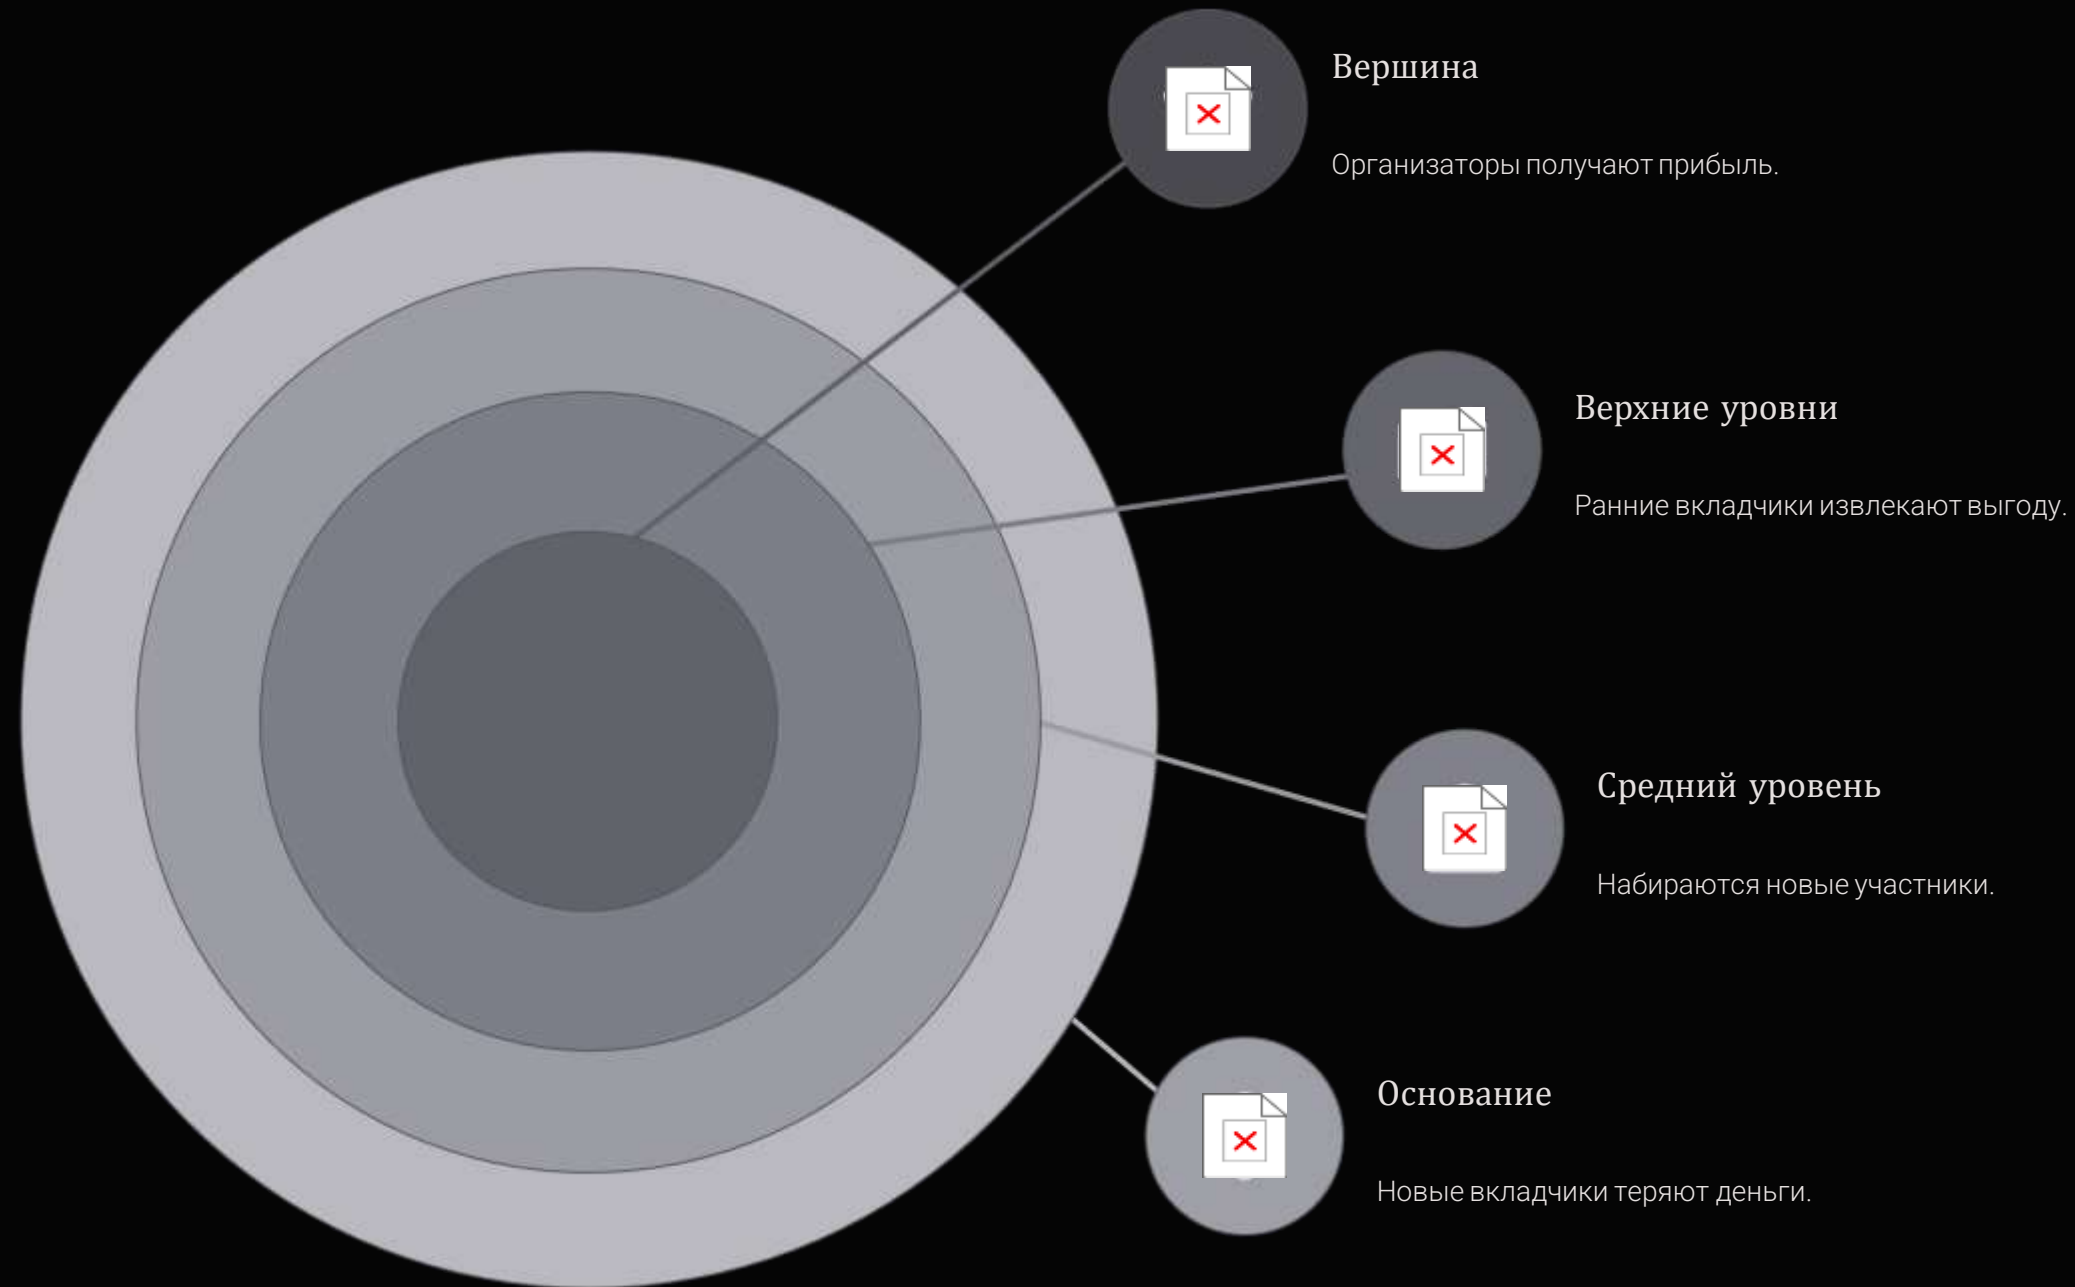 Вершина
Организаторы получают прибыль.
Верхние уровни
Ранние вкладчики извлекают выгоду.
Средний уровень
Набираются новые участники.
Основание
Новые вкладчики теряют деньги.